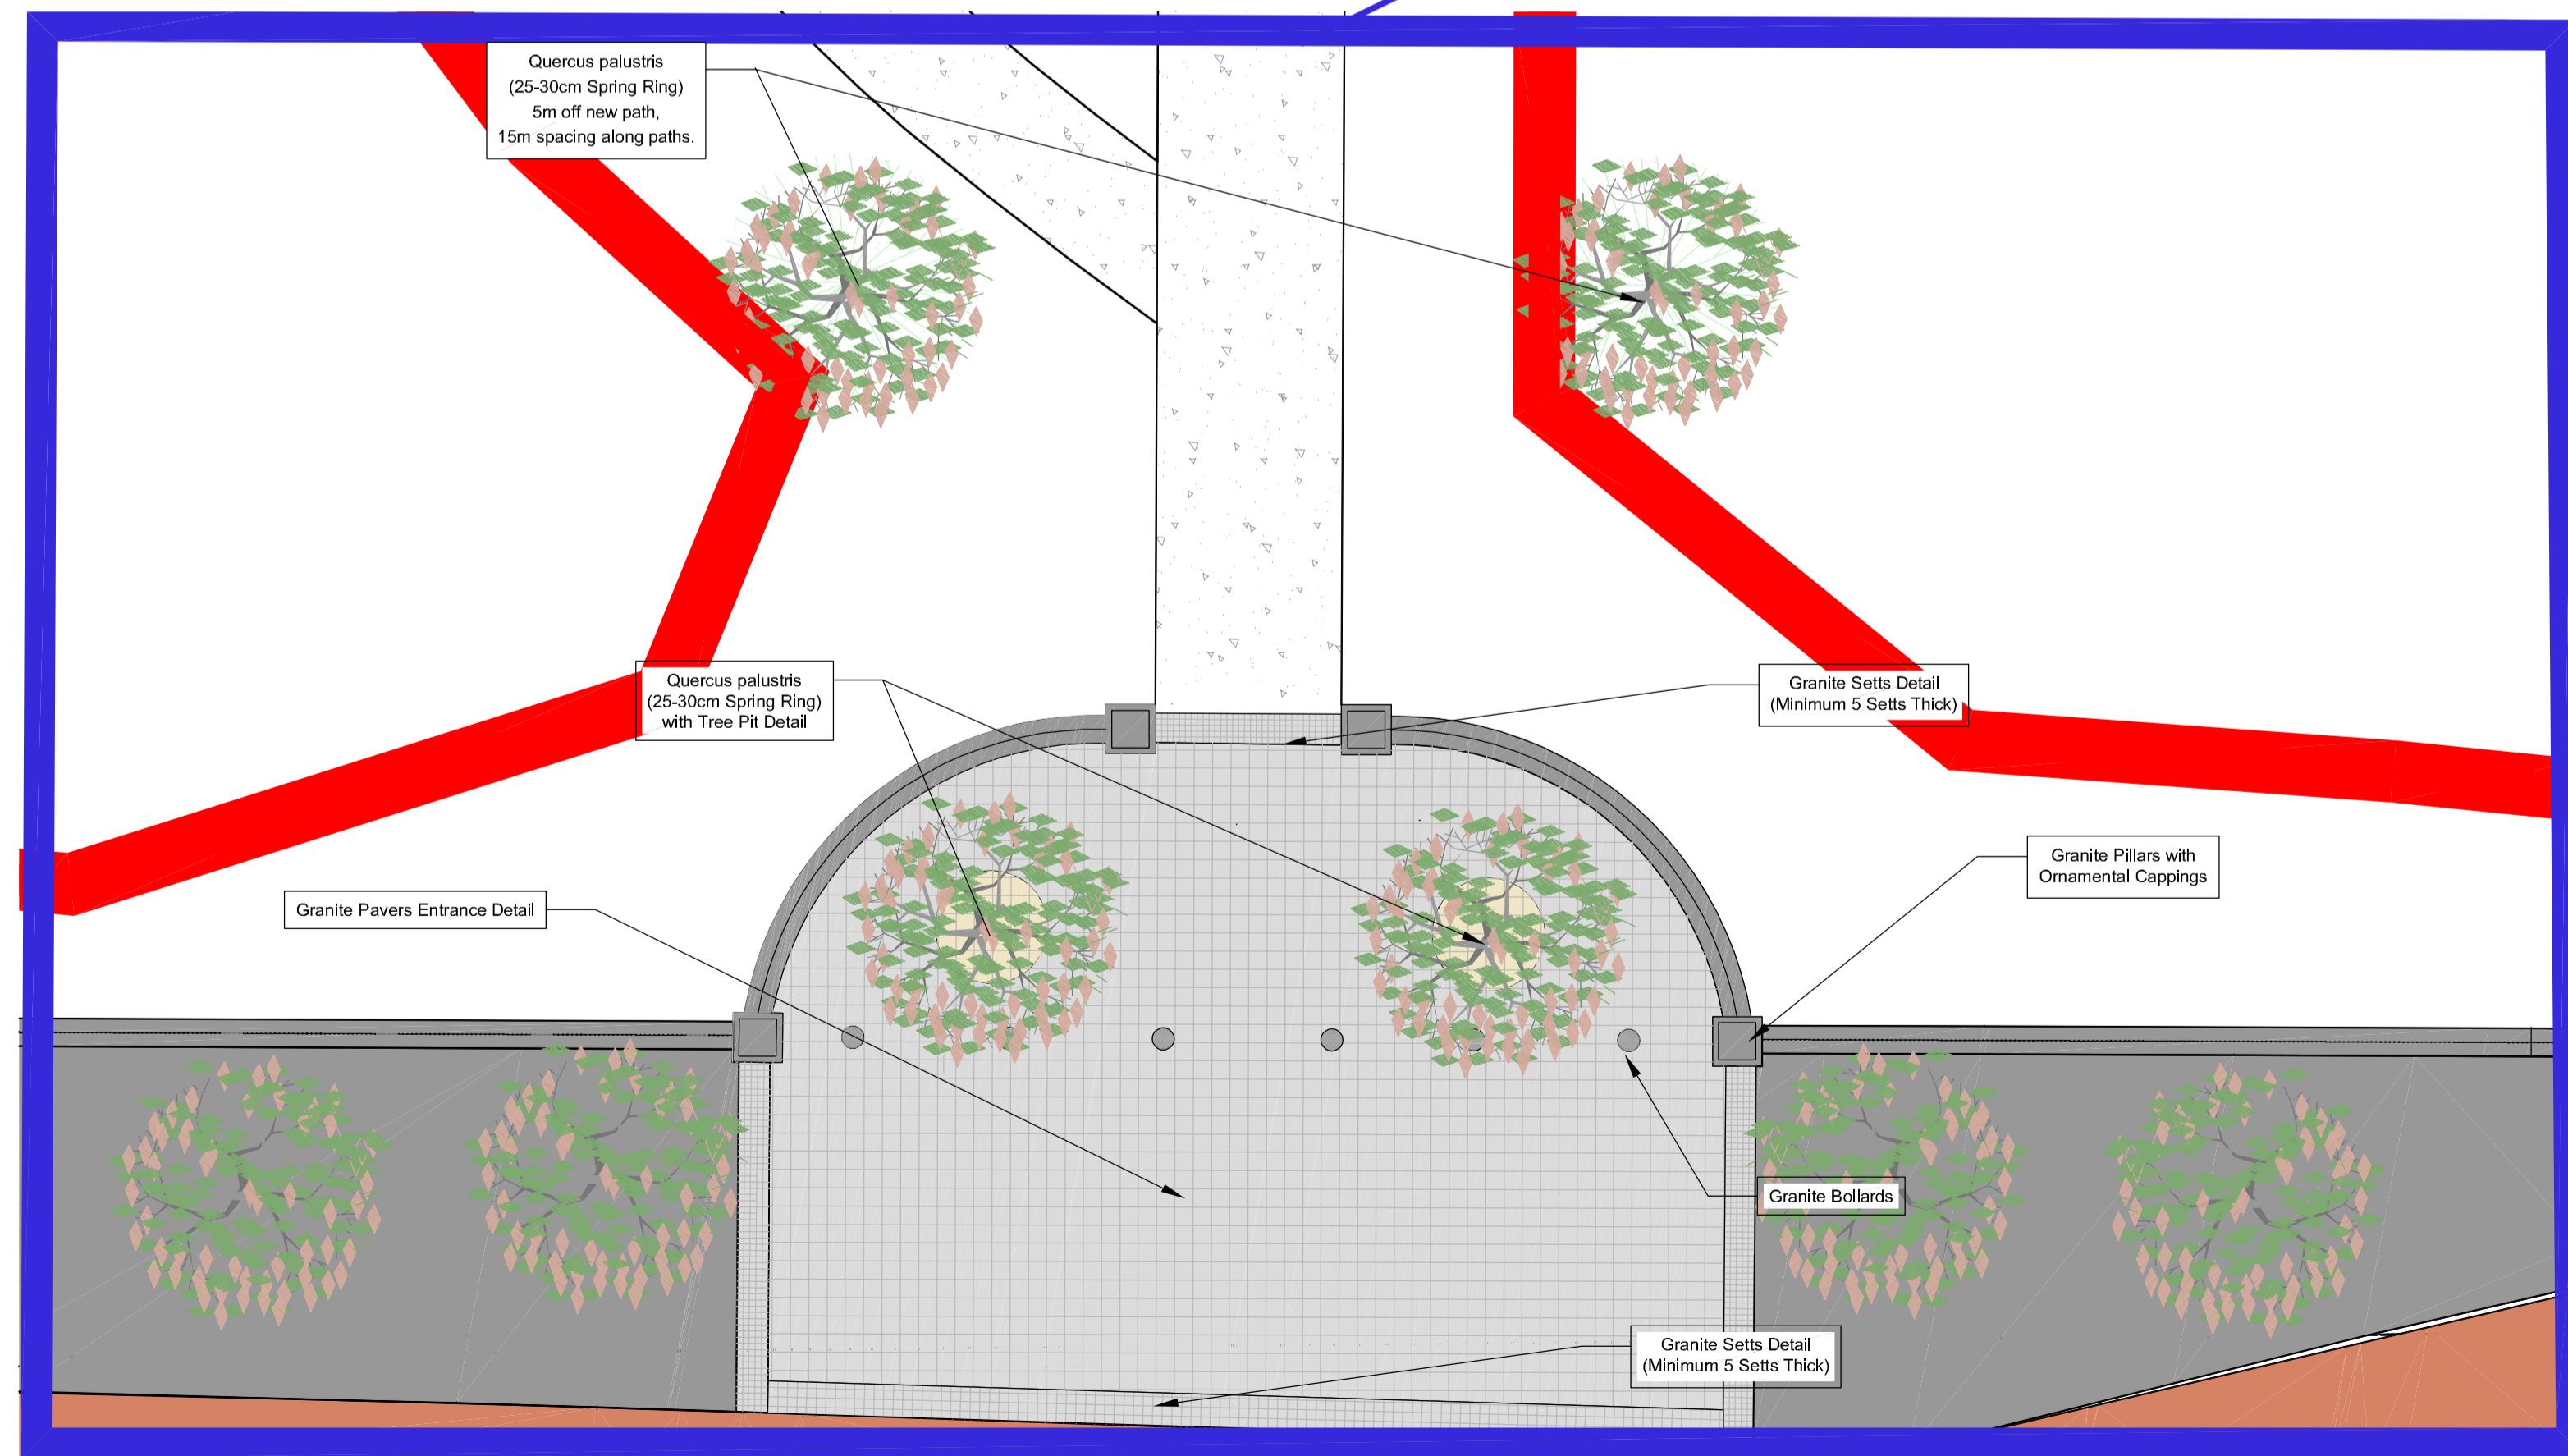 Quercus palustris
(25-30cm Spring Ring)
5m off new path,
15m spacing along paths.
Quercus palustris
(25-30cm Spring Ring)
with Tree Pit Detail
Granite Setts Detail
(Minimum 5 Setts Thick)
Granite Pillars with
Ornamental Cappings
Granite Pavers Entrance Detail
Granite Bollards
Granite Setts Detail
(Minimum 5 Setts Thick)